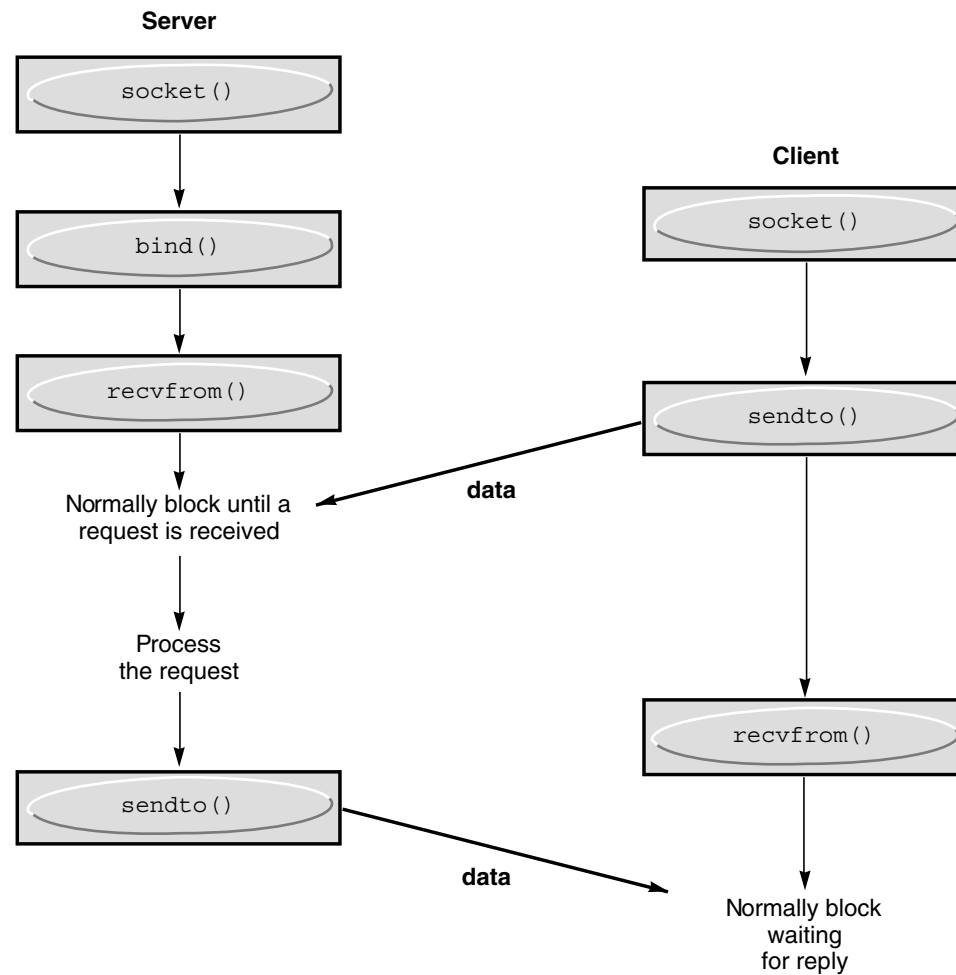 Server
socket()
bind()
recvfrom()
Normally block until a
request is received
Process
the request
sendto()
data
data
Client
socket()
sendto()
recvfrom()
Normally block
waiting
for reply